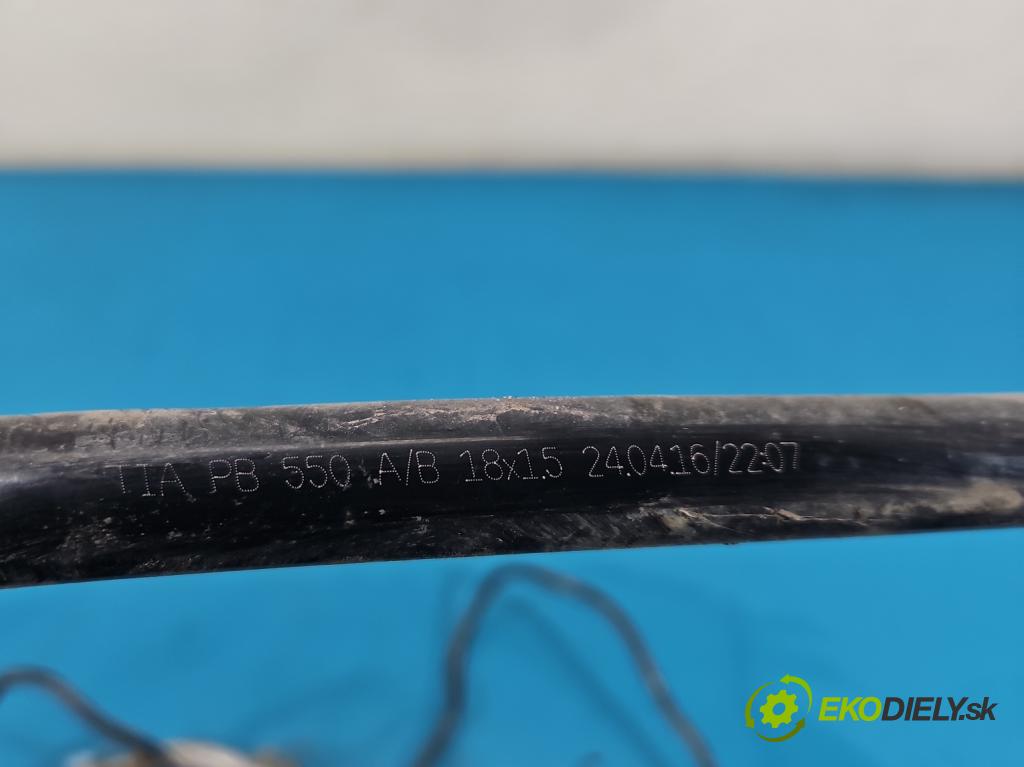 TIA PB 550 A/B 18x1.5 24.04.16/22:07
EKODIELY.sk